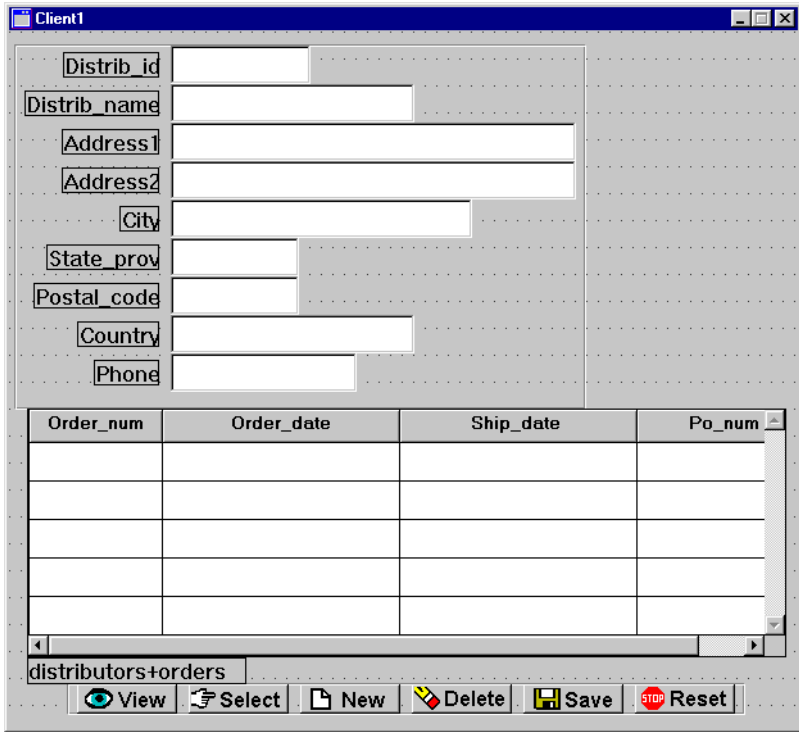 Client1
Distrib_id
Distrib_name
Address1
Address2
City
State_prov
Postal_code
Country
Phone
Order_num Order_date Ship_date Po_num
distributors+orders
View Select New Delete Save STOP Reset